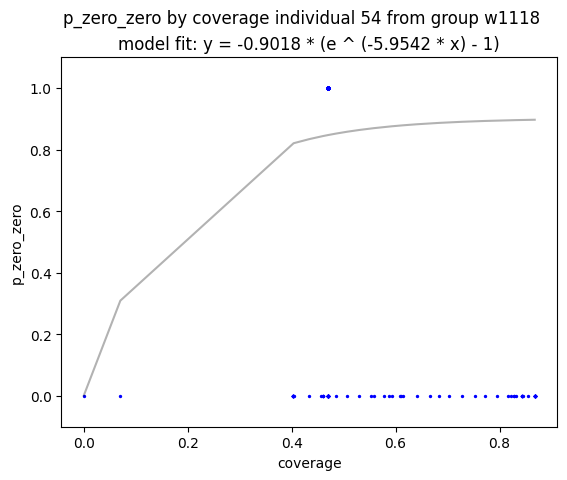 p_zero_zero by coverage individual 54 from group w1118
model fit: y = -0.9018 * (e ^ (-5.9542 * x) - 1)
1.0
0.8
0.6
0.4
0.2
0.0
p_zero_zero
0.0 0.2 0.4 0.6 0.8
coverage